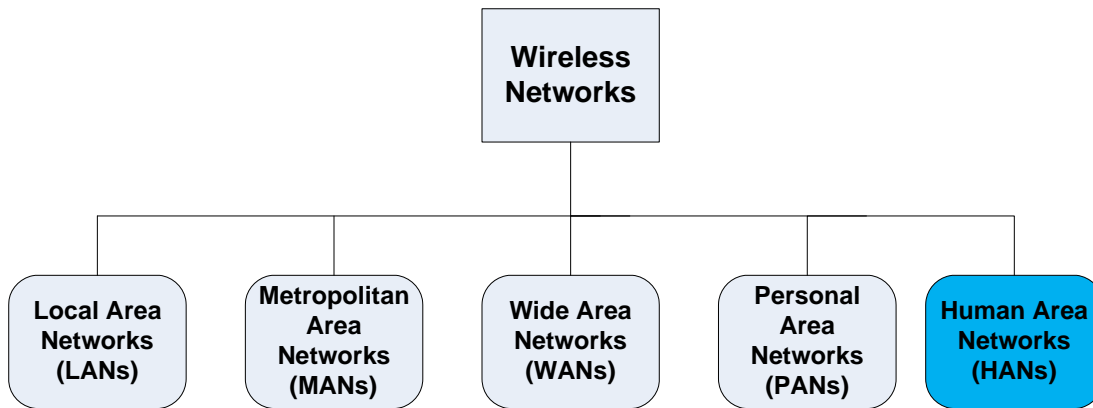 Wireless
Networks
Local Area
Networks
(LANs)
Metropolitan
Area
Networks
(MANs)
Wide Area
Networks
(WANs)
Personal
Area
Networks
(PANs)
Human Area
Networks
(HANs)